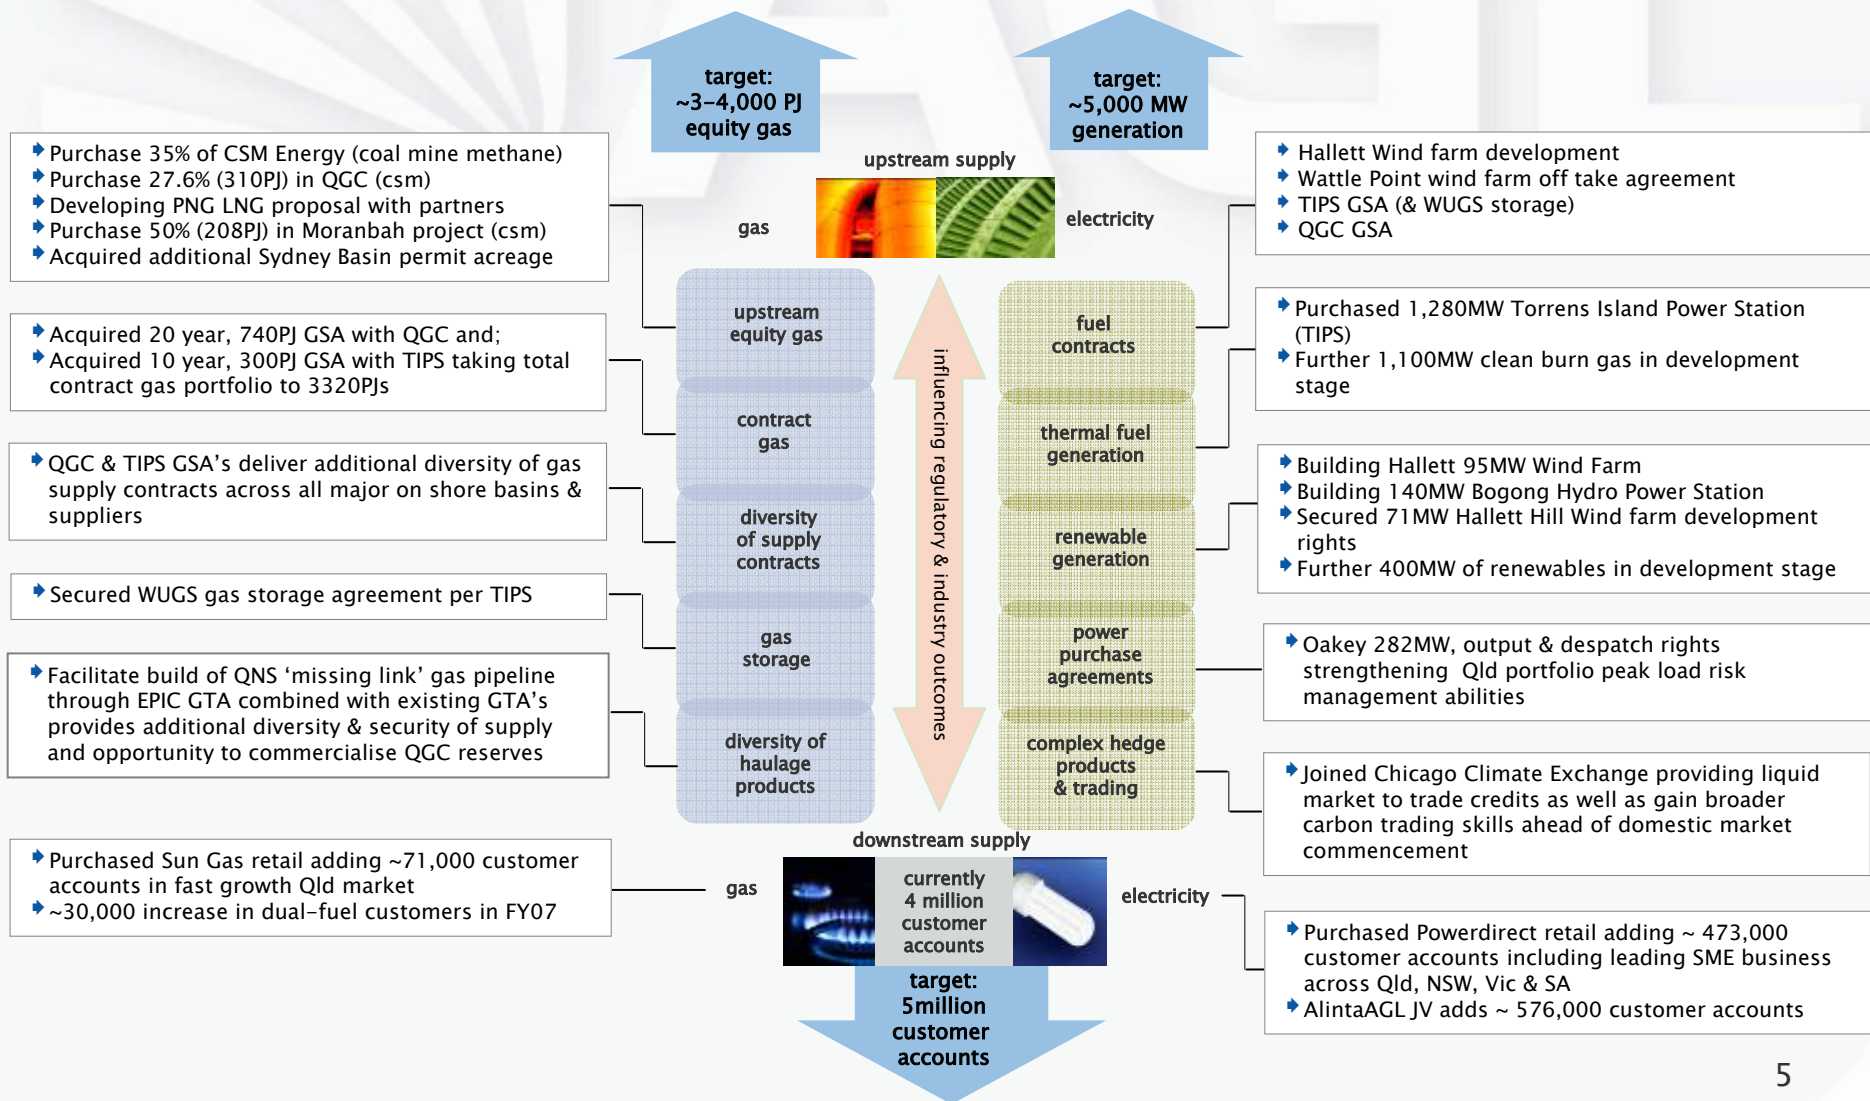 target:
~3-4,000 PJ
equity gas
target:
~5,000 MW
generation
Purchase 35% of CSM Energy (coal mine methane)
Purchase 27.6% (310PJ) in QGC (csm)
Developing PNG LNG proposal with partners
Purchase 50% (208PJ) in Moranbah project (csm)
Acquired additional Sydney Basin permit acreage
upstream supply
gas
electricity
Hallett Wind farm development
Wattle Point wind farm off take agreement
TIPS GSA (& WUGS storage)
QGC GSA
Acquired 20 year, 740PJ GSA with QGC and;
Acquired 10 year, 300PJ GSA with TIPS taking total
contract gas portfolio to 3320PJs
QGC & TIPS GSA's deliver additional diversity of gas
supply contracts across all major on shore basins &
suppliers
Secured WUGS gas storage agreement per TIPS
Facilitate build of QNS 'missing link' gas pipeline
through EPIC GTA combined with existing GTA's
provides additional diversity & security of supply
and opportunity to commercialise QGC reserves
upstream
equity gas
contract
gas
diversity
of supply
contracts
gas
storage
diversity of
haulage
products
influencing regulatory & industry outcomes
fuel
contracts
thermal fuel
generation
renewable
generation
power
purchase
agreements
complex hedge
products
& trading
Purchased 1,280MW Torrens Island Power Station
(TIPS)
Further 1,100MW clean burn gas in development
stage
Building Hallett 95MW Wind Farm
Building 140MW Bogong Hydro Power Station
Secured 71MW Hallett Hill Wind farm development
rights
Further 400MW of renewables in development stage
Oakey 282MW, output & despatch rights
strengthening Qld portfolio peak load risk
management abilities
Joined Chicago Climate Exchange providing liquid
market to trade credits as well as gain broader
carbon trading skills ahead of domestic market
commencement
downstream supply
Purchased Sun Gas retail adding ~71,000 customer
accounts in fast growth Qld market
~30,000 increase in dual-fuel customers in FY07
gas
currently
4 million
customer
accounts
electricity
Purchased Powerdirect retail adding ~ 473,000
customer accounts including leading SME business
across Qld, NSW, Vic & SA
AlintaAGL JV adds ~ 576,000 customer accounts
target:
5million
customer
accounts
5